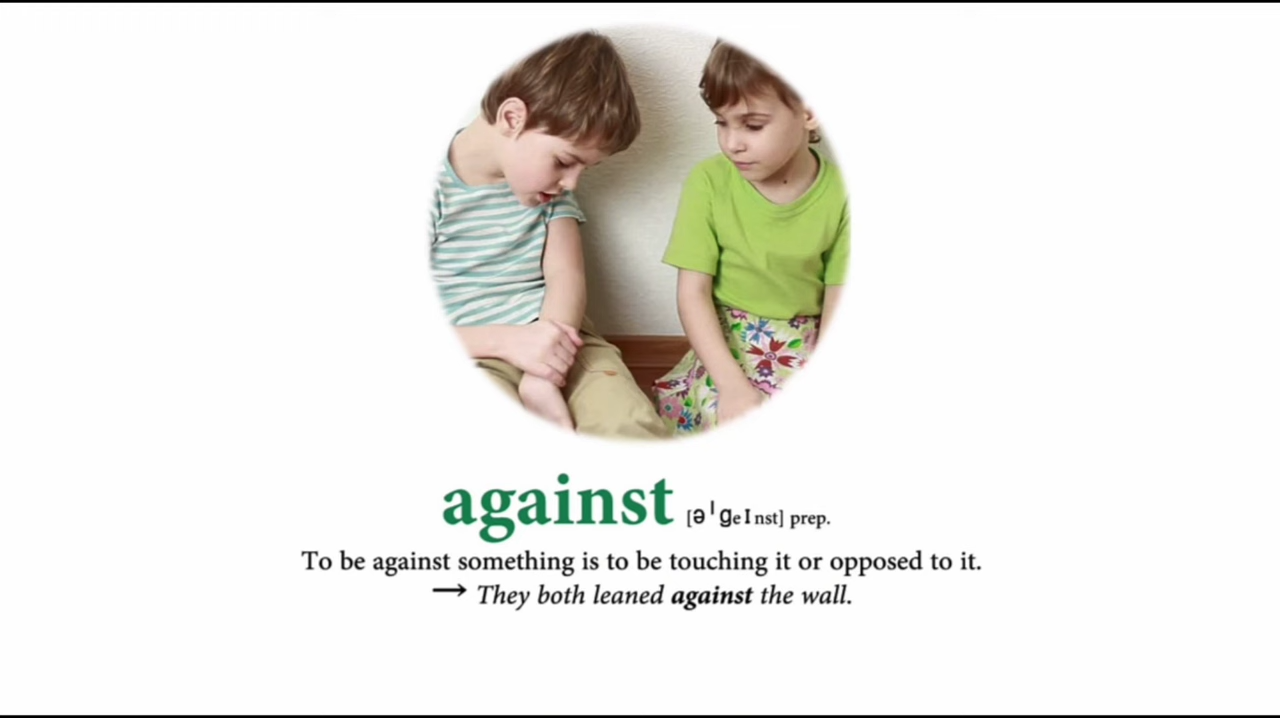 against [əˈgeɪnst] prep.
To be against something is to be touching it or opposed to it.
→ They both leaned against the wall.